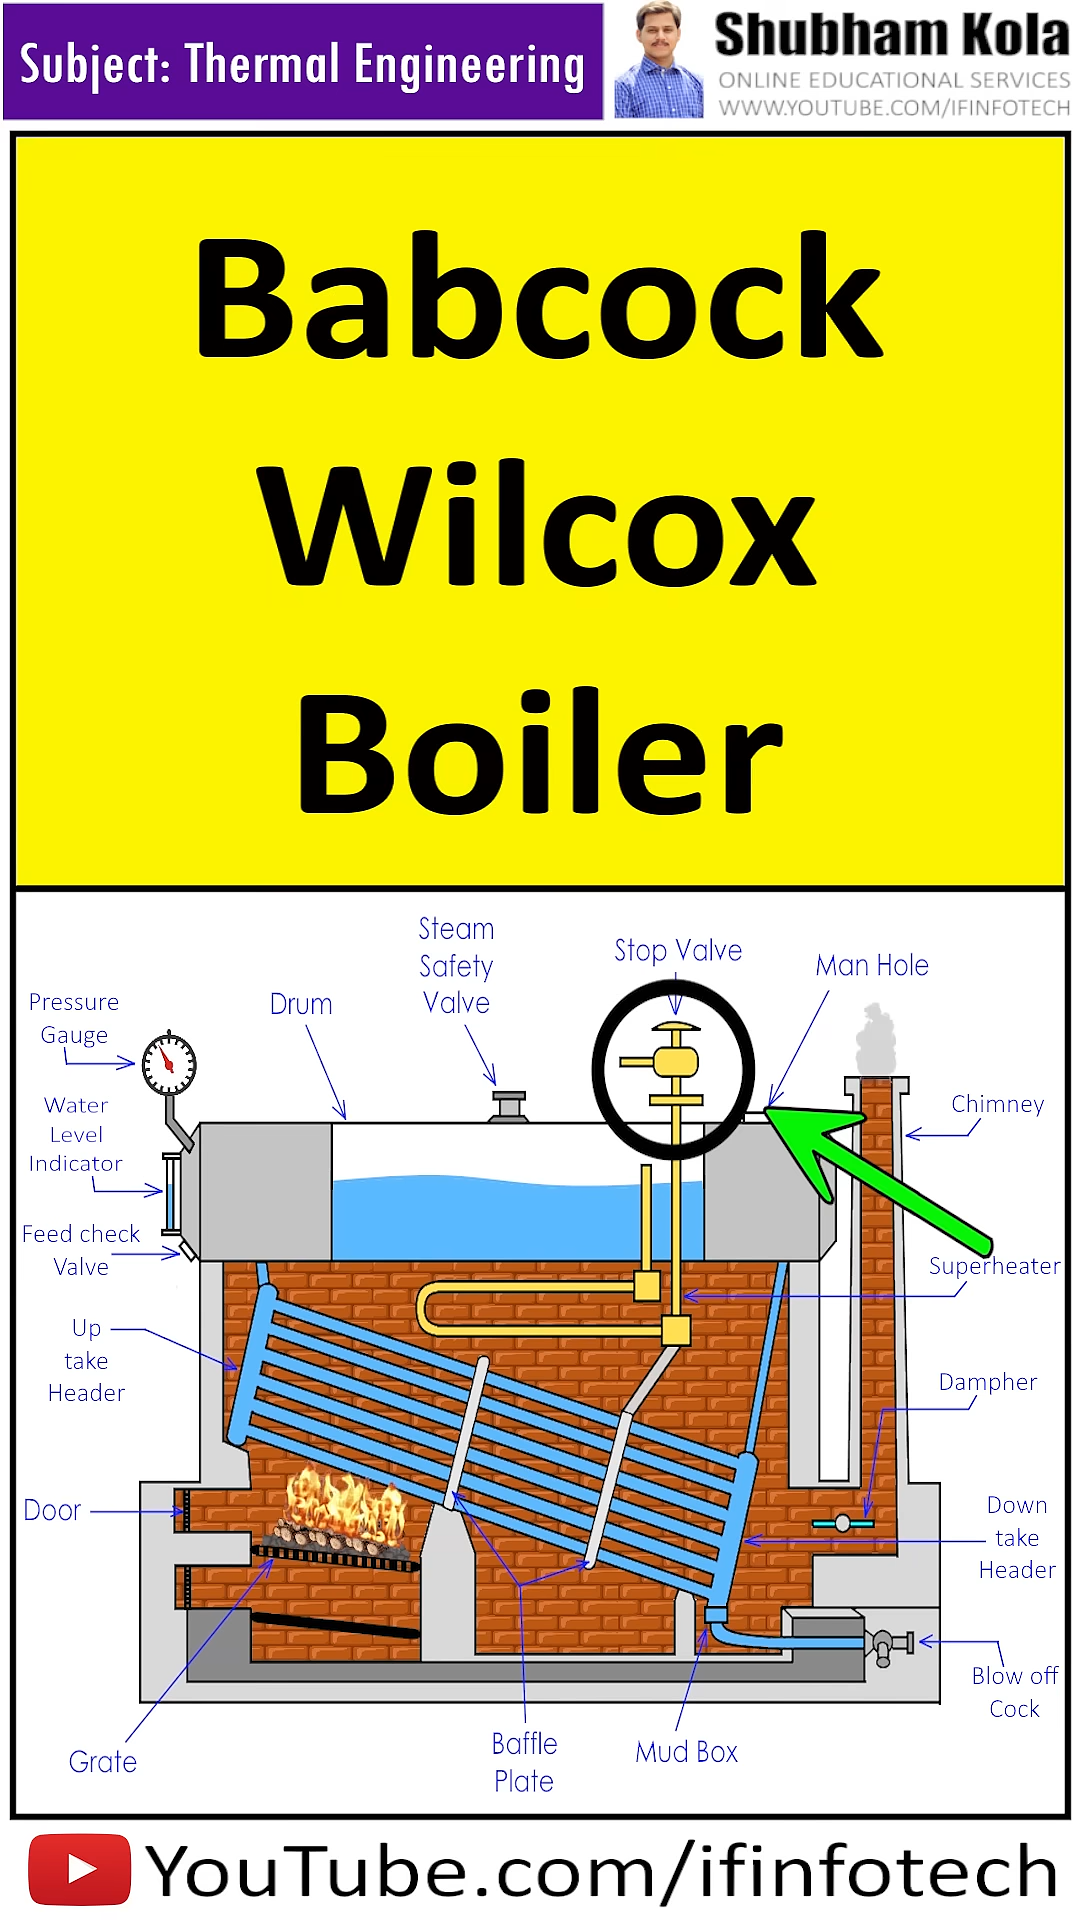 Subject: Thermal Engineering
Shubham Kola
ONLINE EDUCATIONAL SERVICES
WWW.YOUTUBE.COM/IFINFOTECH
Babcock
Wilcox
Boiler
Steam
Safety
Valve
Stop Valve
Man Hole
Pressure
Gauge
Drum
Water
Level
Indicator
Chimney
Feed check
Valve
Superheater
Up
take
Header
Dampher
Door
Down
take
Header
Blow off
Cock
Grate
Baffle
Plate
Mud Box
YouTube.com/ifinfotech